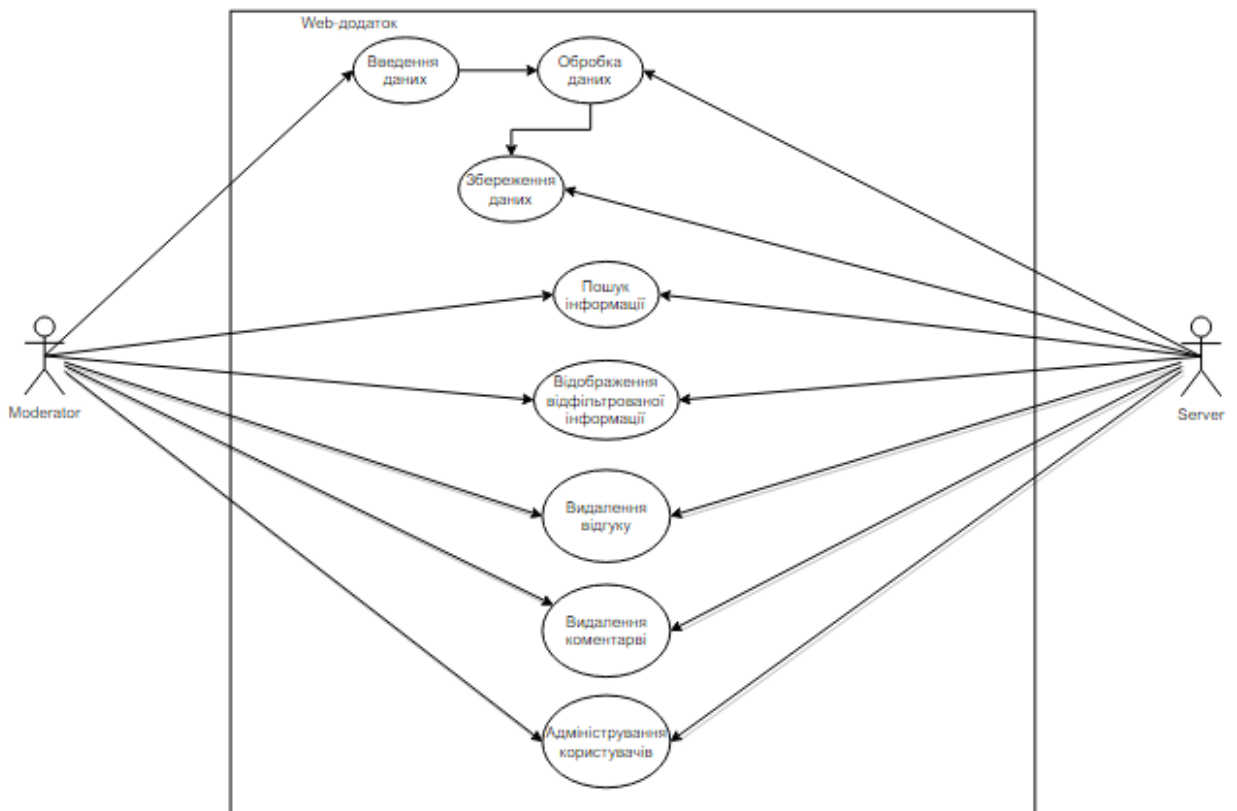 Web-додаток
Введення
даних
Обробка
даних
Збереження
даних
Пошук
інформації
Відображення
відфільтрованої
інформації
Moderator
Server
Видалення
відгуку
Видалення
коментарві
Адміністрування
користувачів